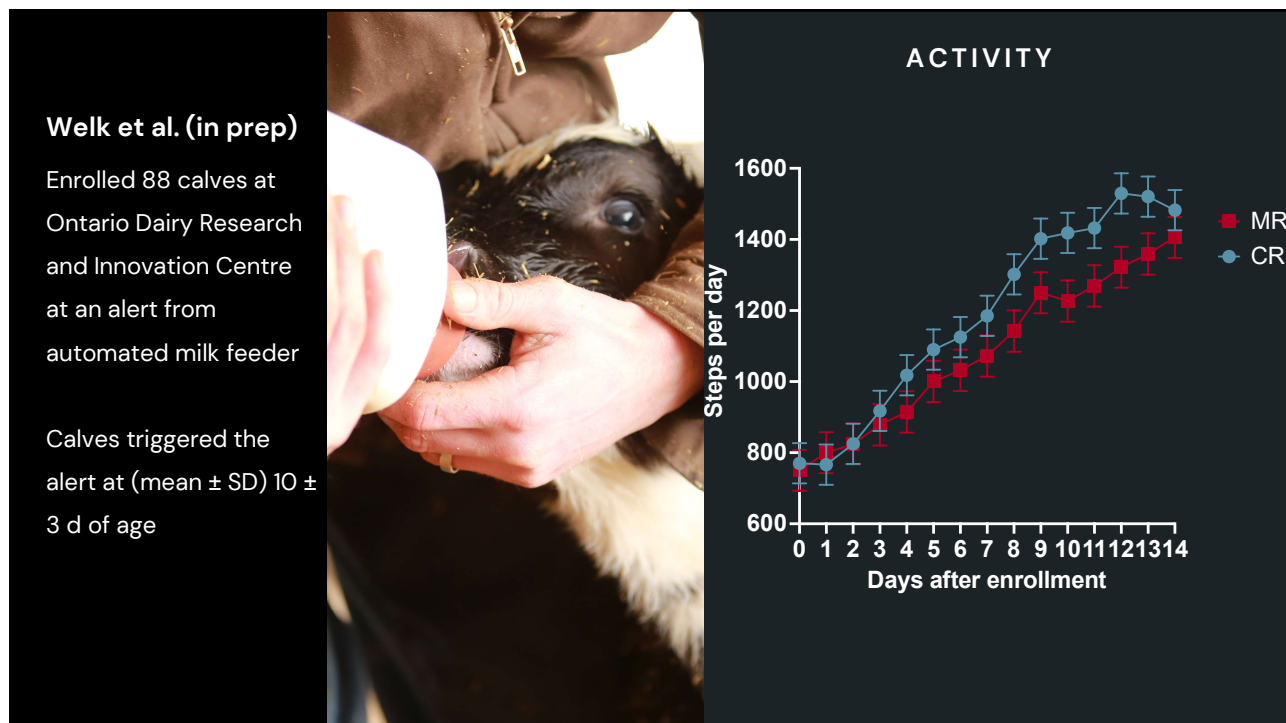 Welk et al. (in prep)
Enrolled 88 calves at
Ontario Dairy Research
and Innovation Centre
at an alert from
automated milk feeder
Calves triggered the
alert at (mean ± SD) 10 ±
3 d of age
ACTIVITY
Steps per day
1600
1400
1200
1000
800
600
0 1 2 3 4 5 6 7 8 9 10 11 12 13 14
Days after enrollment
MR
CR